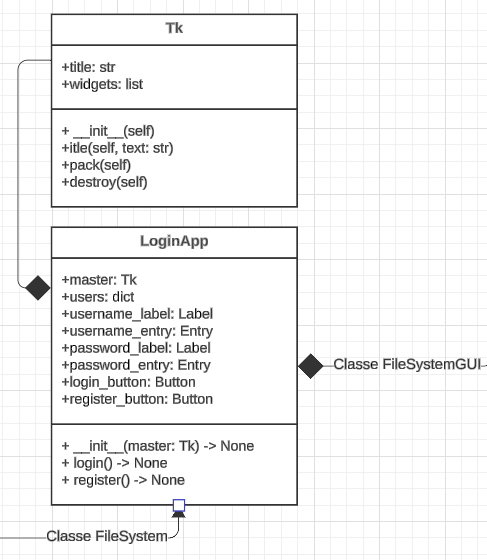 Tk
+title: str
+widgets: list
+ __init__(self)
+itle(self, text: str)
+pack(self)
+destroy(self)
LoginApp
+master: Tk
+users: dict
+username_label: Label
+username_entry: Entry
+password_label: Label
+password_entry: Entry
+login_button: Button
+register_button: Button
Classe FileSystemGUI
+ __init__(master: Tk) -> None
+ login() -> None
+ register() -> None
Classe FileSystem